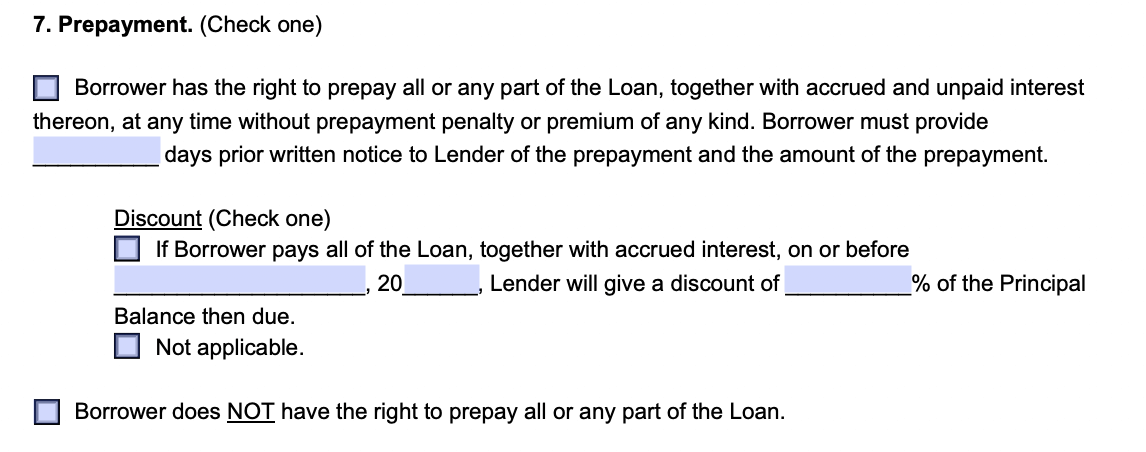 7. Prepayment. (Check one)
Borrower has the right to prepay all or any part of the Loan, together with accrued and unpaid interest
thereon, at any time without prepayment penalty or premium of any kind. Borrower must provide
__________ days prior written notice to Lender of the prepayment and the amount of the prepayment.
Discount (Check one)
If Borrower pays all of the Loan, together with accrued interest, on or before
____________________, 20______, Lender will give a discount of __________% of the Principal
Balance then due.
Not applicable.
Borrower does NOT have the right to prepay all or any part of the Loan.